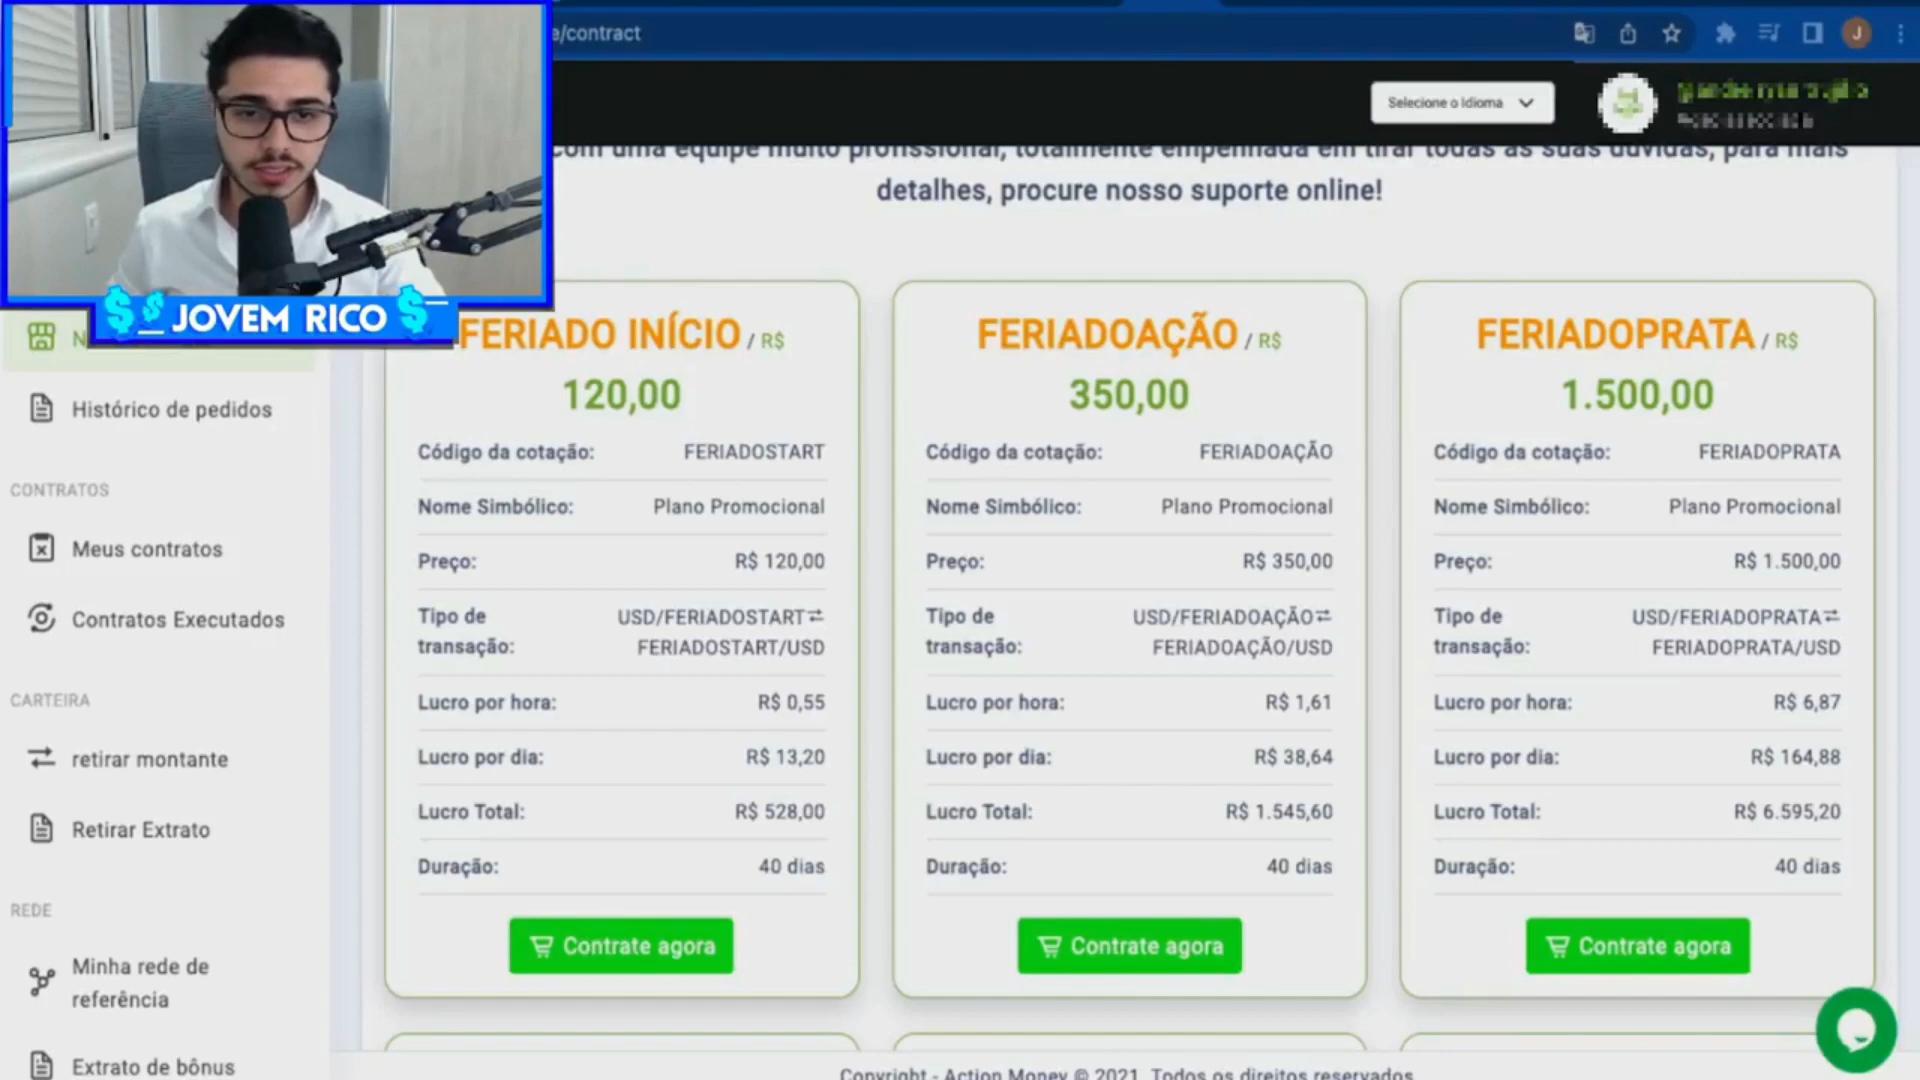 e/contract
J
Selecione o Idioma
com uma equipe muito profissional, totalmente empenhada em tirar todas as suas dúvidas, para mais
detalhes, procure nosso suporte online!
JOVEM RICO
Histórico de pedidos
CONTRATOS
Meus contratos
Contratos Executados
CARTEIRA
retirar montante
Retirar Extrato
REDE
Minha rede de
referência
Extrato de bônus
FERIADO INÍCIO / R$
120,00
Código da cotação: FERIADOSTART
Nome Simbólico: Plano Promocional
Preço: R$ 120,00
Tipo de transação: USD/FERIADOSTART⇄
FERIADOSTART/USD
Lucro por hora: R$ 0,55
Lucro por dia: R$ 13,20
Lucro Total: R$ 528,00
Duração: 40 dias
Contrate agora
FERIADOAÇÃO / R$
350,00
Código da cotação: FERIADOAÇÃO
Nome Simbólico: Plano Promocional
Preço: R$ 350,00
Tipo de transação: USD/FERIADOAÇÃO⇄
FERIADOAÇÃO/USD
Lucro por hora: R$ 1,61
Lucro por dia: R$ 38,64
Lucro Total: R$ 1.545,60
Duração: 40 dias
Contrate agora
FERIADOPRATA / R$
1.500,00
Código da cotação: FERIADOPRATA
Nome Simbólico: Plano Promocional
Preço: R$ 1.500,00
Tipo de transação: USD/FERIADOPRATA⇄
FERIADOPRATA/USD
Lucro por hora: R$ 6,87
Lucro por dia: R$ 164,88
Lucro Total: R$ 6.595,20
Duração: 40 dias
Contrate agora
Copyright - Action Money © 2021. Todos os direitos reservados